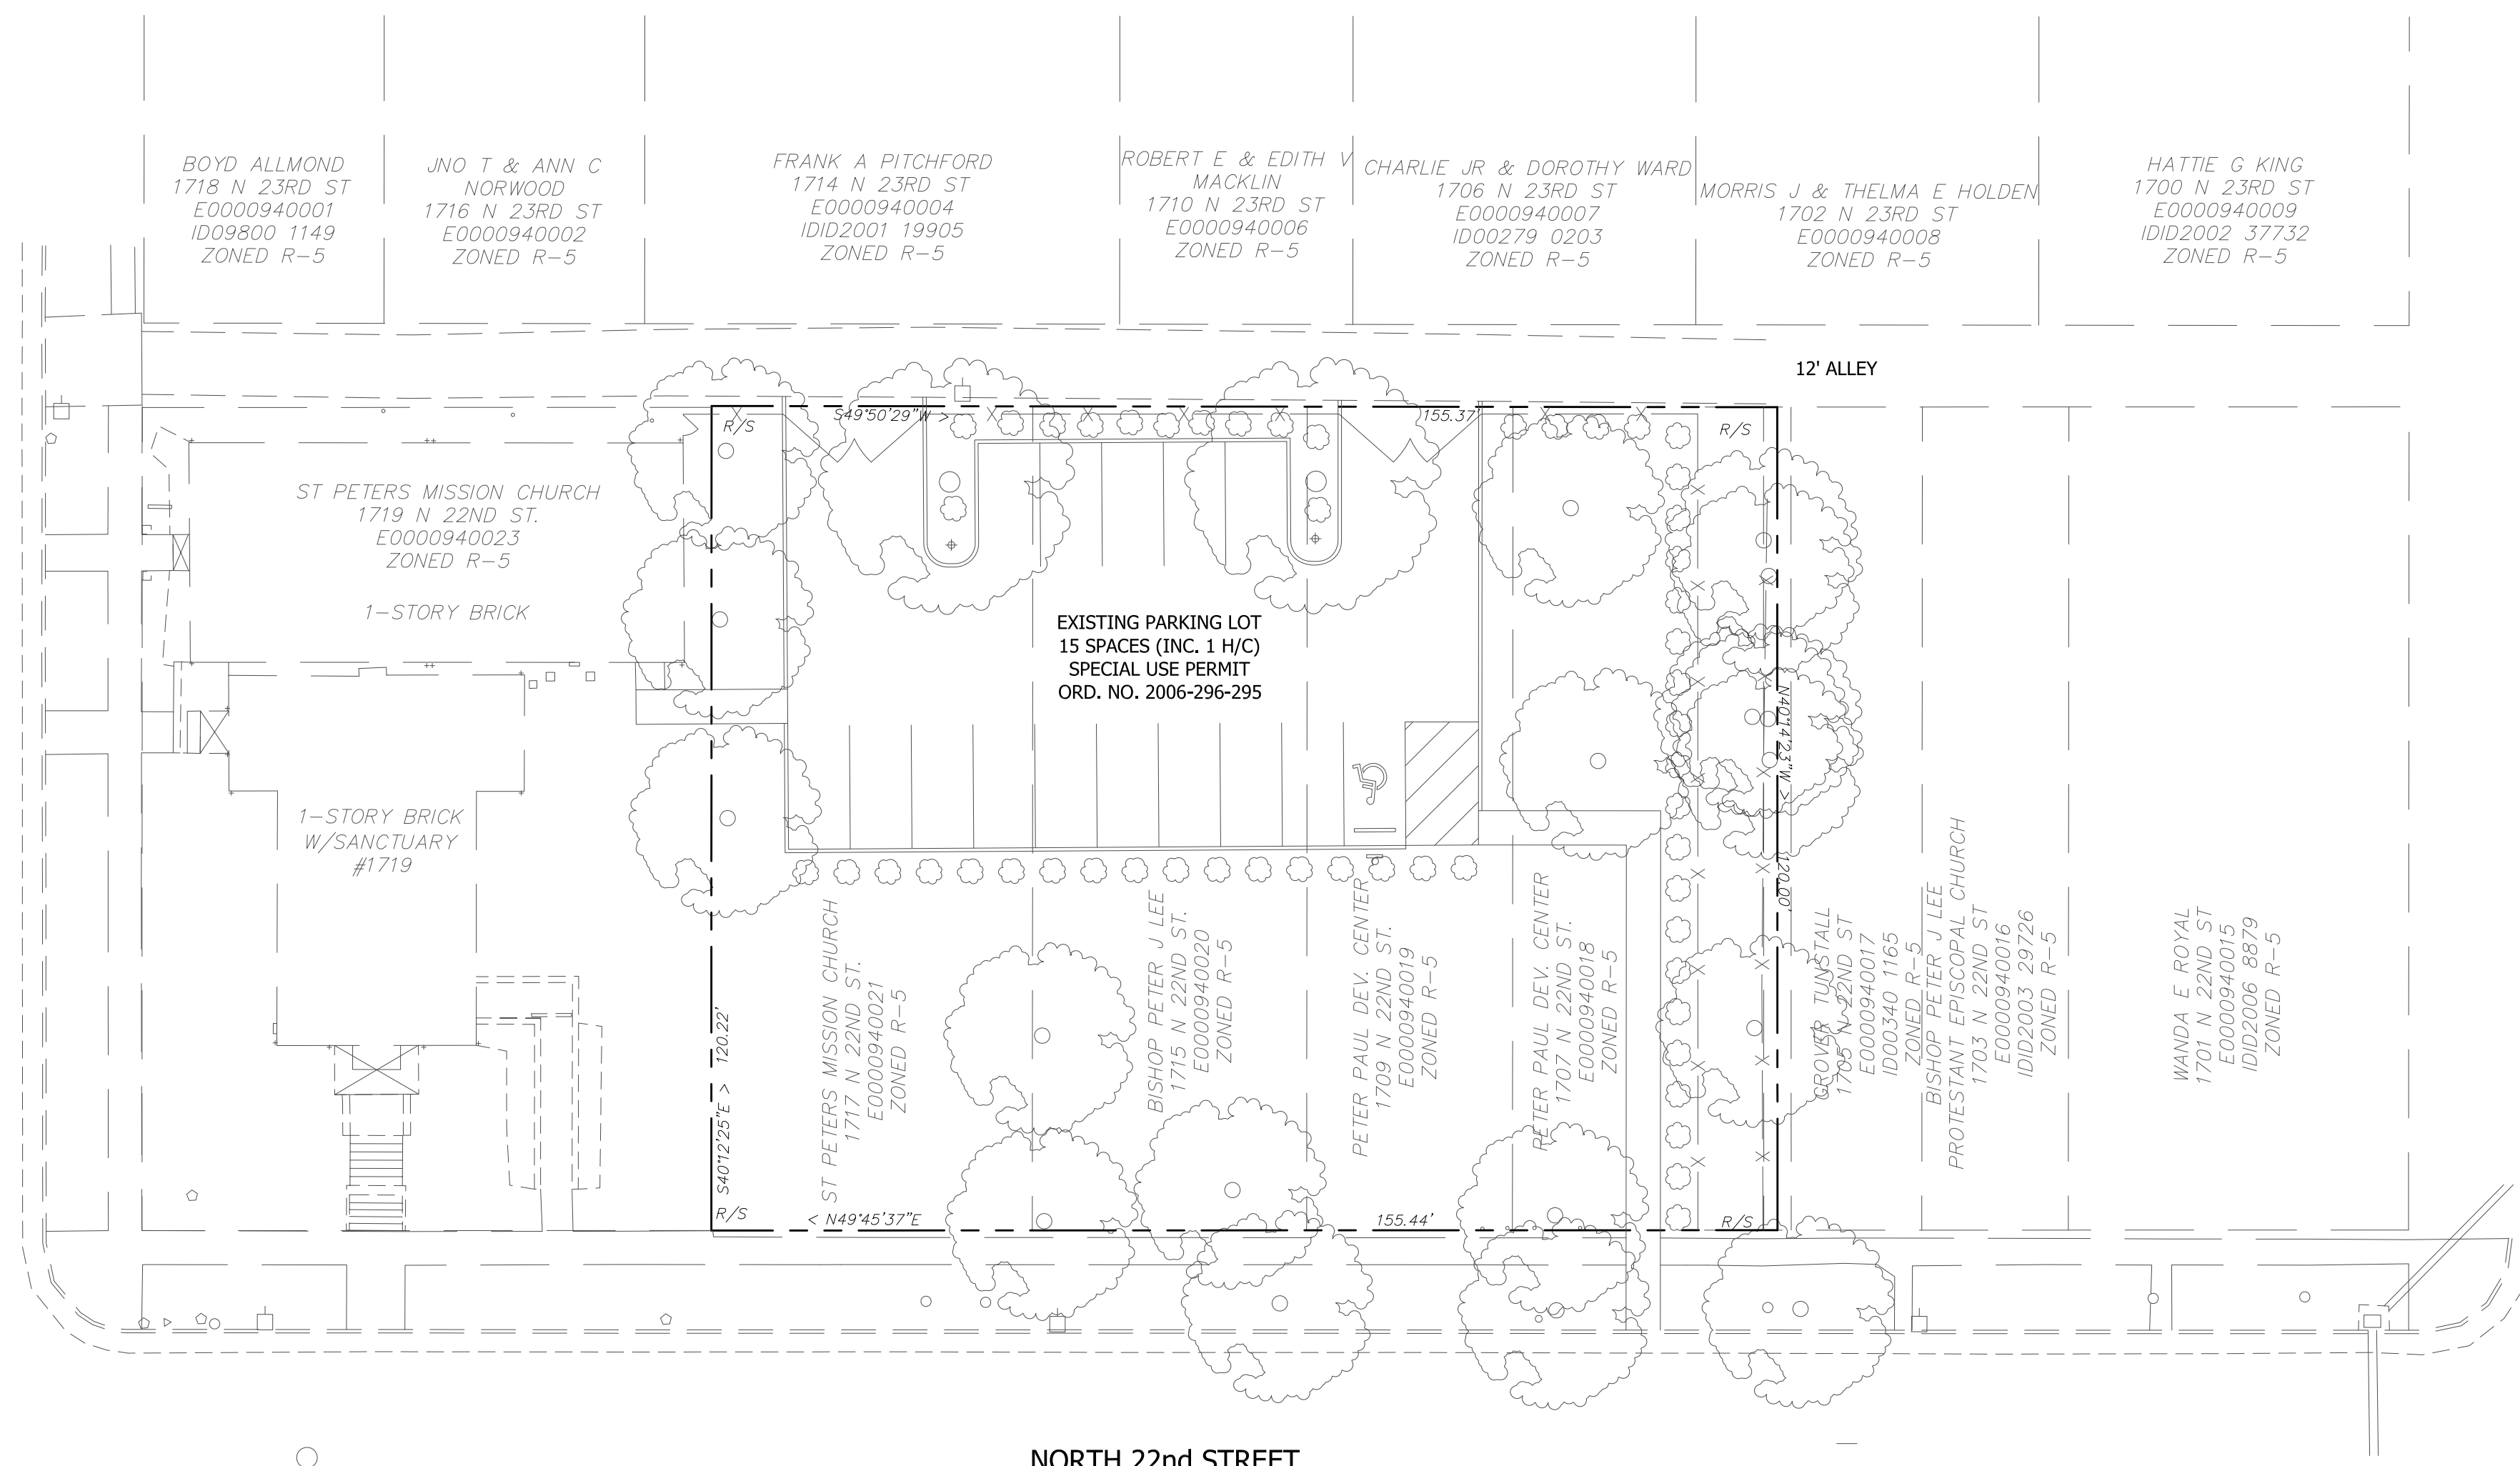 BOYD ALLMOND
1718 N 23RD ST
E0000940001
ID09800 1149
ZONED R-5
JNO T & ANN C
NORWOOD
1716 N 23RD ST
E0000940002
ZONED R-5
FRANK A PITCHFORD
1714 N 23RD ST
E0000940004
IDID2001 19905
ZONED R-5
ROBERT E & EDITH V
MACKLIN
1710 N 23RD ST
E0000940006
ZONED R-5
CHARLIE JR & DOROTHY WARD
1706 N 23RD ST
E0000940007
ID00279 0203
ZONED R-5
MORRIS J & THELMA E HOLDEN
1702 N 23RD ST
E0000940008
ZONED R-5
HATTIE G KING
1700 N 23RD ST
E0000940009
IDID2002 37732
ZONED R-5
12' ALLEY
R/S
S49°50'29"W >
155.37'
R/S
ST PETERS MISSION CHURCH
1719 N 22ND ST.
E0000940023
ZONED R-5
1-STORY BRICK
EXISTING PARKING LOT
15 SPACES (INC. 1 H/C)
SPECIAL USE PERMIT
ORD. NO. 2006-296-295
N40°14'23"W >
120.00'
1-STORY BRICK
W/SANCTUARY
#1719
S40°12'25"E >
120.22'
ST PETERS MISSION CHURCH
1717 N 22ND ST.
E0000940021
ZONED R-5
BISHOP PETER J LEE
1715 N 22ND ST.
E0000940020
ZONED R-5
PETER PAUL DEV. CENTER
1709 N 22ND ST.
E0000940019
ZONED R-5
PETER PAUL DEV. CENTER
1707 N 22ND ST.
E0000940018
ZONED R-5
GROVER TUNSTALL
1705 N 22ND ST
E0000940017
ID00340 1165
ZONED R-5
BISHOP PETER J LEE
PROTESTANT EPISCOPAL CHURCH
1703 N 22ND ST
E0000940016
IDID2003 29726
ZONED R-5
WANDA E ROYAL
1701 N 22ND ST
E0000940015
IDID2006 8879
ZONED R-5
R/S
< N49°45'37"E
155.44'
R/S
NORTH 22nd STREET